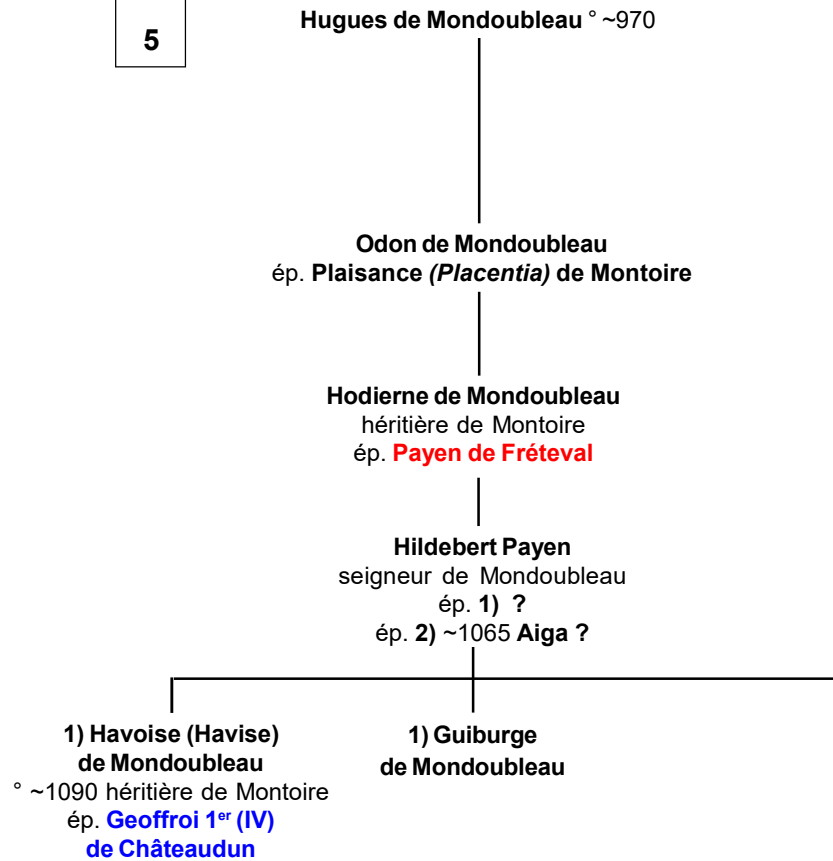 5
Hugues de Mondoubleau ° ~970
Odon de Mondoubleau
ép. Plaisance (Placentia) de Montoire
Hodierne de Mondoubleau
héritière de Montoire
ép. Payen de Fréteval
Hildebert Payen
seigneur de Mondoubleau
ép. 1) ?
ép. 2) ~1065 Aiga ?
1) Havoise (Havise)
de Mondoubleau
° ~1090 héritière de Montoire
ép. Geoffroi 1er (IV)
de Châteaudun
1) Guiburge
de Mondoubleau